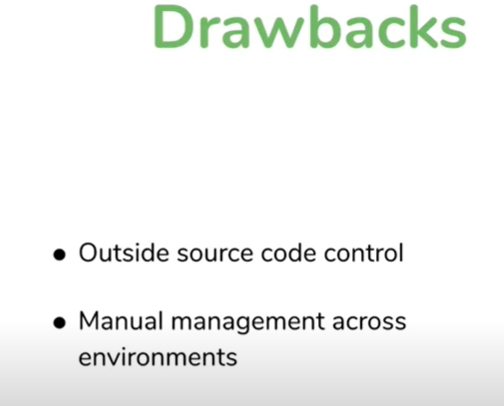 Drawbacks
● Outside source code control
● Manual management across
environments